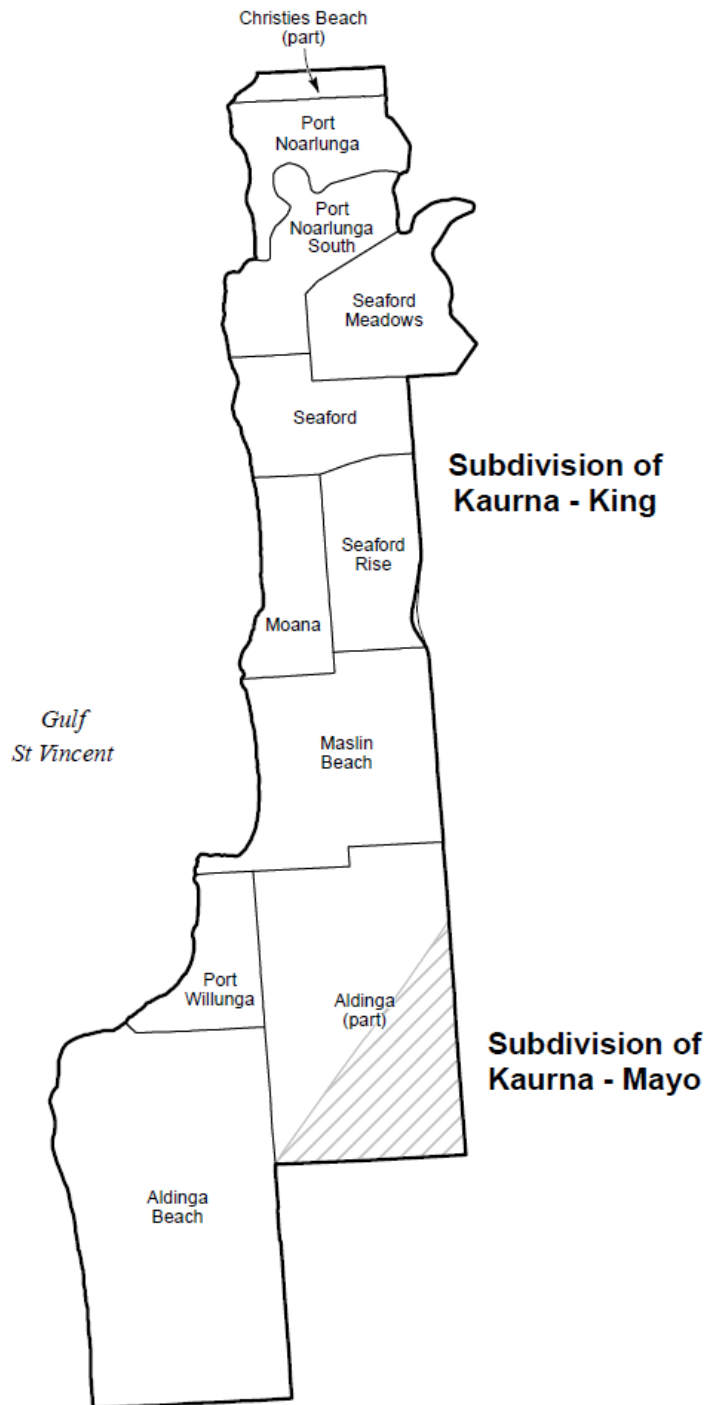 Christies Beach
(part)
Port
Noarlunga
Port
Noarlunga
South
Seaford
Meadows
Seaford
Subdivision of
Kaurna - King
Seaford
Rise
Moana
Gulf
St Vincent
Maslin
Beach
Port
Willunga
Aldinga
(part)
Subdivision of
Kaurna - Mayo
Aldinga
Beach